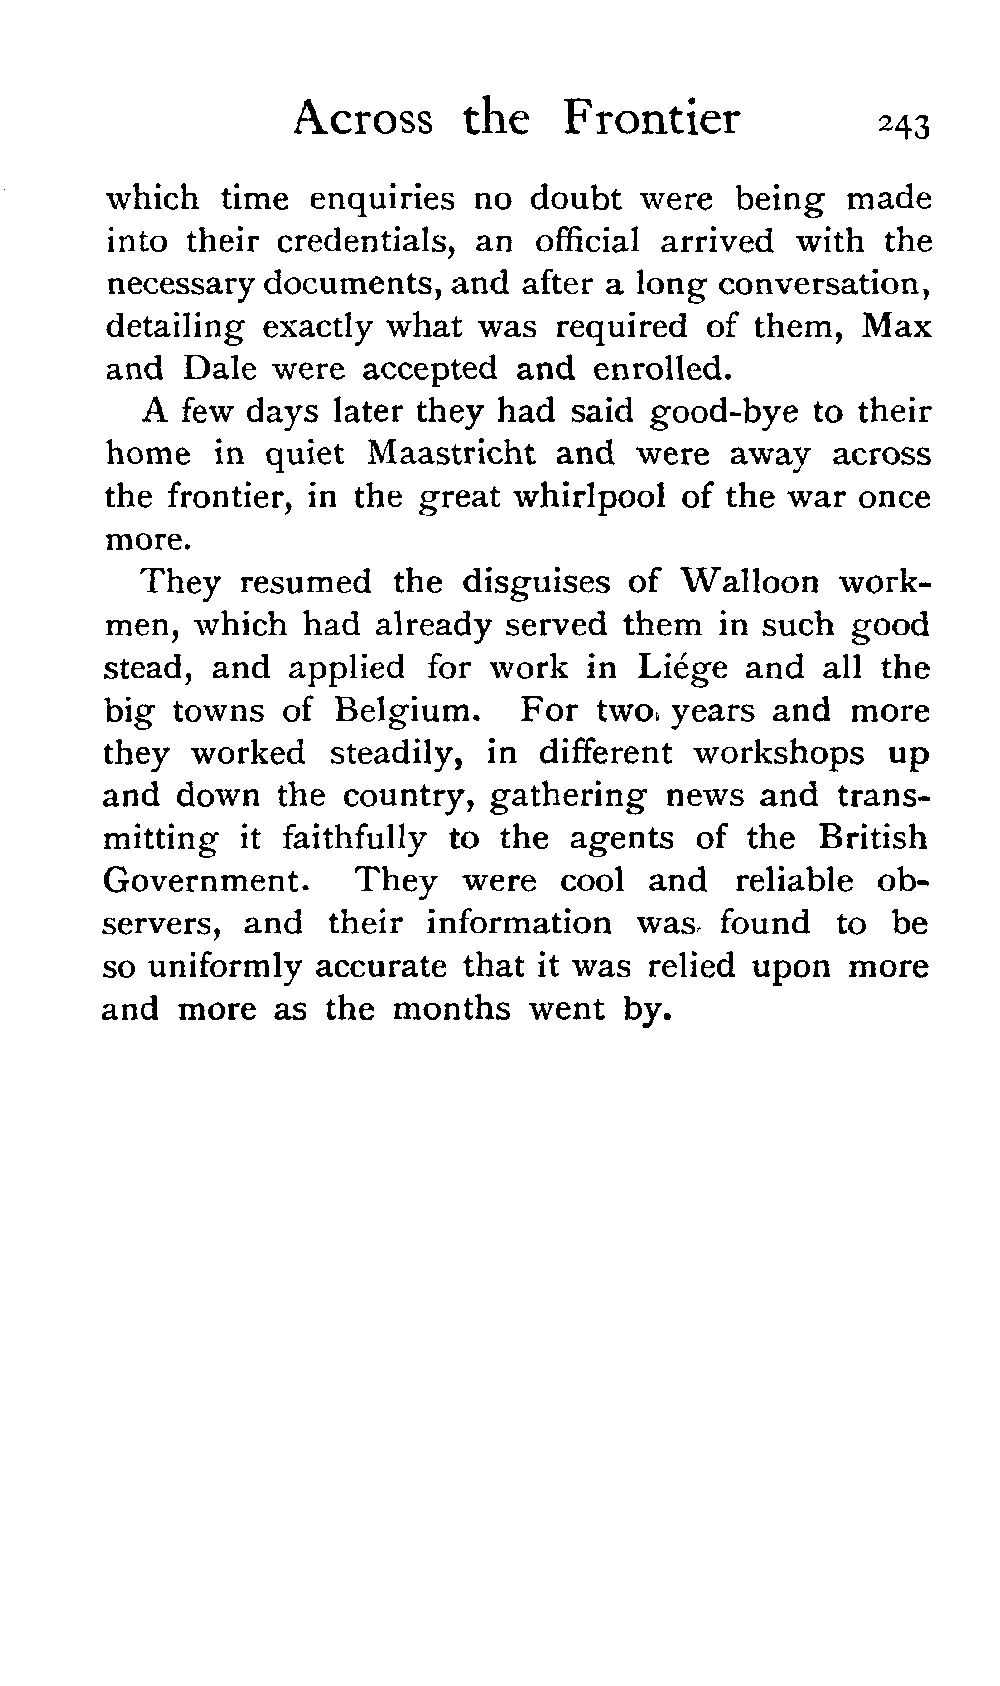 Across the Frontier 243
which time enquiries no doubt were being made
into their credentials, an official arrived with the
necessary documents, and after a long conversation,
detailing exactly what was required of them, Max
and Dale were accepted and enrolled.
A few days later they had said good-bye to their
home in quiet Maastricht and were away across
the frontier, in the great whirlpool of the war once
more.
They resumed the disguises of Walloon work-
men, which had already served them in such good
stead, and applied for work in Liége and all the
big towns of Belgium. For two years and more
they worked steadily, in different workshops up
and down the country, gathering news and trans-
mitting it faithfully to the agents of the British
Government. They were cool and reliable ob-
servers, and their information was found to be
so uniformly accurate that it was relied upon more
and more as the months went by.